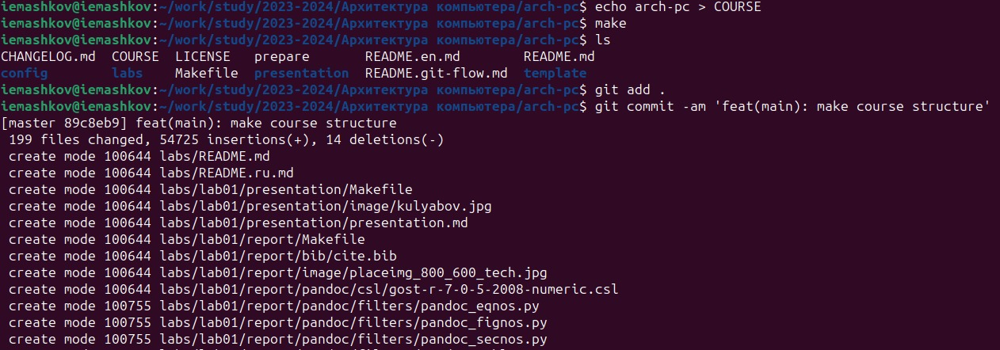 iemashkov@iemashkov:~/work/study/2023-2024/Архитектура компьютера/arch-pc$ echo arch-pc > COURSE
iemashkov@iemashkov:~/work/study/2023-2024/Архитектура компьютера/arch-pc$ make
iemashkov@iemashkov:~/work/study/2023-2024/Архитектура компьютера/arch-pc$ ls
CHANGELOG.md  COURSE  LICENSE   prepare       README.en.md        README.md
config        labs    Makefile  presentation  README.git-flow.md  template
iemashkov@iemashkov:~/work/study/2023-2024/Архитектура компьютера/arch-pc$ git add .
iemashkov@iemashkov:~/work/study/2023-2024/Архитектура компьютера/arch-pc$ git commit -am 'feat(main): make course structure'
[master 89c8eb9] feat(main): make course structure
 199 files changed, 54725 insertions(+), 14 deletions(-)
 create mode 100644 labs/README.md
 create mode 100644 labs/README.ru.md
 create mode 100644 labs/lab01/presentation/Makefile
 create mode 100644 labs/lab01/presentation/image/kulyabov.jpg
 create mode 100644 labs/lab01/presentation/presentation.md
 create mode 100644 labs/lab01/report/Makefile
 create mode 100644 labs/lab01/report/bib/cite.bib
 create mode 100644 labs/lab01/report/image/placeimg_800_600_tech.jpg
 create mode 100644 labs/lab01/report/pandoc/csl/gost-r-7-0-5-2008-numeric.csl
 create mode 100755 labs/lab01/report/pandoc/filters/pandoc_eqnos.py
 create mode 100755 labs/lab01/report/pandoc/filters/pandoc_fignos.py
 create mode 100755 labs/lab01/report/pandoc/filters/pandoc_secnos.py